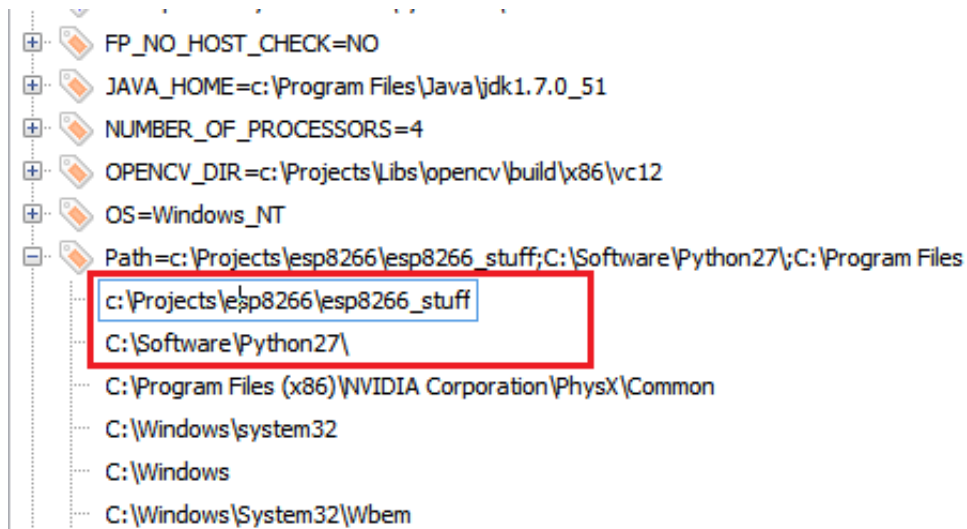 FP_NO_HOST_CHECK=NO
JAVA_HOME=c:\Program Files\Java\jdk1.7.0_51
NUMBER_OF_PROCESSORS=4
OPENCV_DIR=c:\Projects\Libs\opencv\build\x86\vc12
OS=Windows_NT
Path=c:\Projects\esp8266\esp8266_stuff;C:\Software\Python27\;C:\Program Files
c:\Projects\esp8266\esp8266_stuff
C:\Software\Python27\
C:\Program Files (x86)\NVIDIA Corporation\PhysX\Common
C:\Windows\system32
C:\Windows
C:\Windows\System32\Wbem